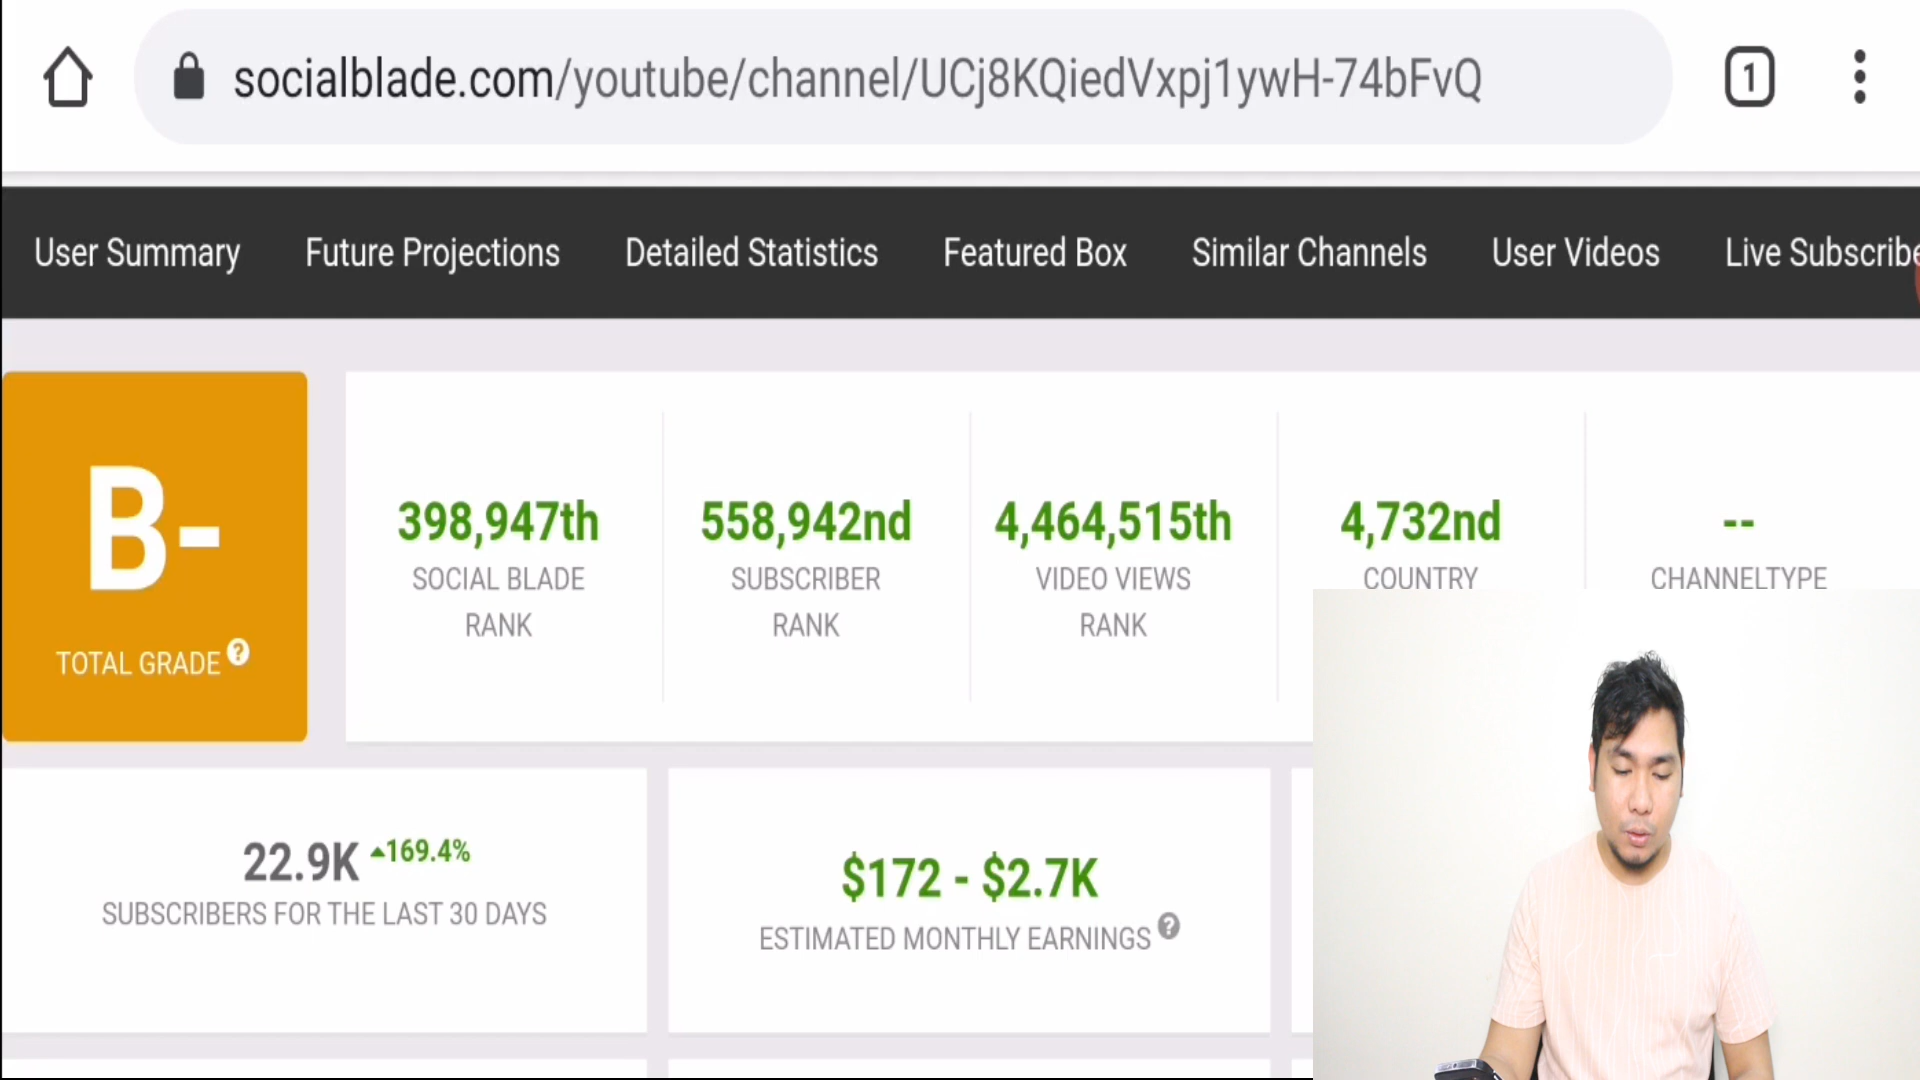 socialblade.com/youtube/channel/UCj8KQiedVxpj1ywH-74bFvQ
1
User Summary Future Projections Detailed Statistics Featured Box Similar Channels User Videos Live Subscribe
B-
TOTAL GRADE ?
398,947th
SOCIAL BLADE
RANK
558,942nd
SUBSCRIBER
RANK
4,464,515th
VIDEO VIEWS
RANK
4,732nd
COUNTRY
--
CHANNELTYPE
22.9K ▲169.4%
SUBSCRIBERS FOR THE LAST 30 DAYS
$172 - $2.7K
ESTIMATED MONTHLY EARNINGS ?